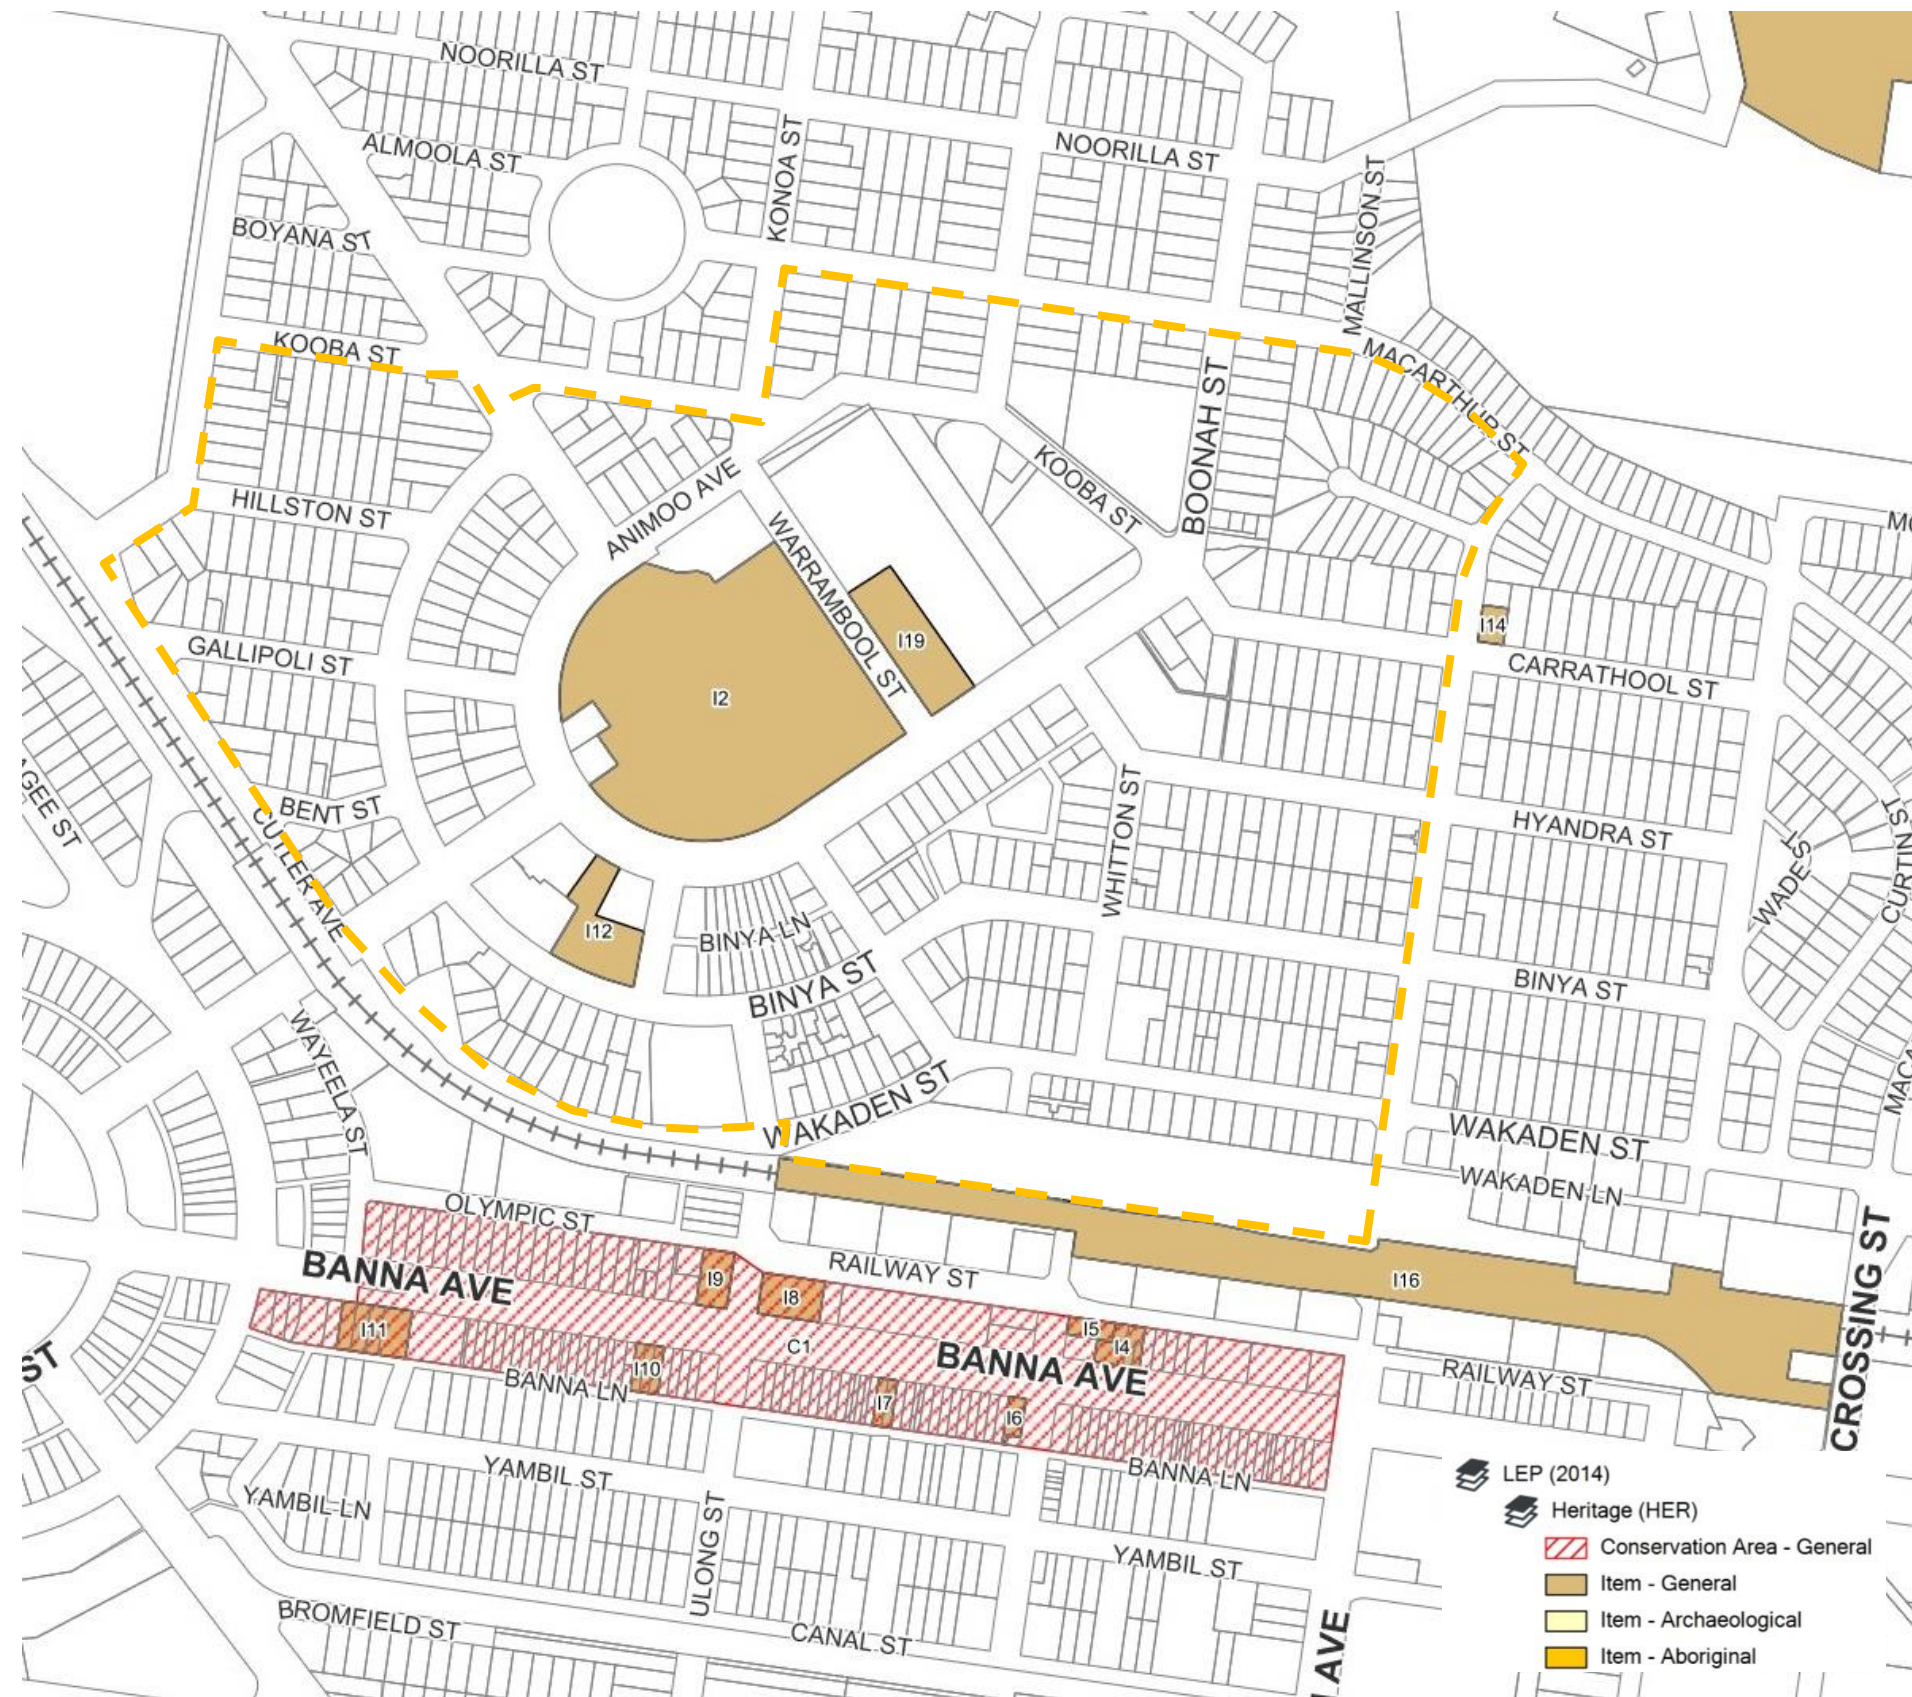 NOORILLA ST
ALMOOLA ST
KONOA ST
NOORILLA ST
MALLINSON ST
BOYANA ST
KOOBA ST
MACARTHUR ST
BOONAH ST
KOOBA ST
HILLSTON ST
ANIMOO AVE
WARRAMBOOL ST
I19
I14
CARRATHOOL ST
GALLIPOLI ST
I2
WHITTON ST
BENT ST
CUTLER AVE
HYANDRA ST
WADE ST
I12
BINYA LN
BINYA ST
BINYA ST
WAYEELA ST
WAKADEN ST
WAKADEN ST
WAKADEN LN
OLYMPIC ST
BANNA AVE
I9
I8
RAILWAY ST
I16
CROSSING ST
I11
I10
C1
I5
I4
BANNA AVE
I7
I6
RAILWAY ST
BANNA LN
BANNA LN
YAMBIL ST
YAMBIL LN
ULONG ST
YAMBIL ST
BROMFIELD ST
CANAL ST
AVE
ST
LEP (2014)
Heritage (HER)
Conservation Area - General
Item - General
Item - Archaeological
Item - Aboriginal